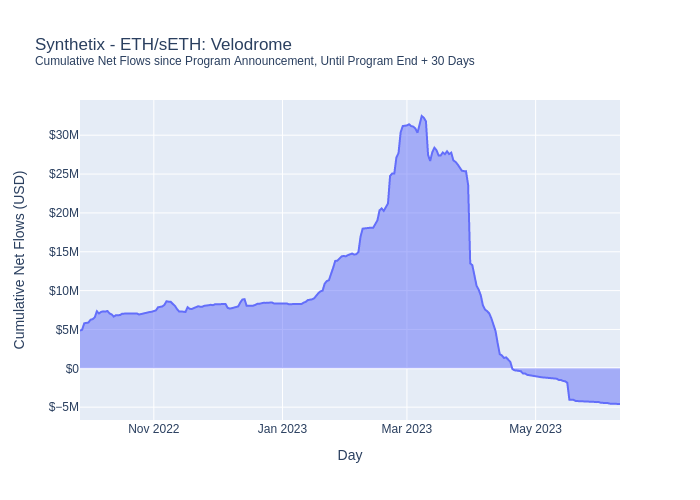 Synthetix - ETH/sETH: Velodrome
Cumulative Net Flows since Program Announcement, Until Program End + 30 Days
Cumulative Net Flows (USD)
$30M
$25M
$20M
$15M
$10M
$5M
$0
$−5M
Nov 2022
Jan 2023
Mar 2023
May 2023
Day